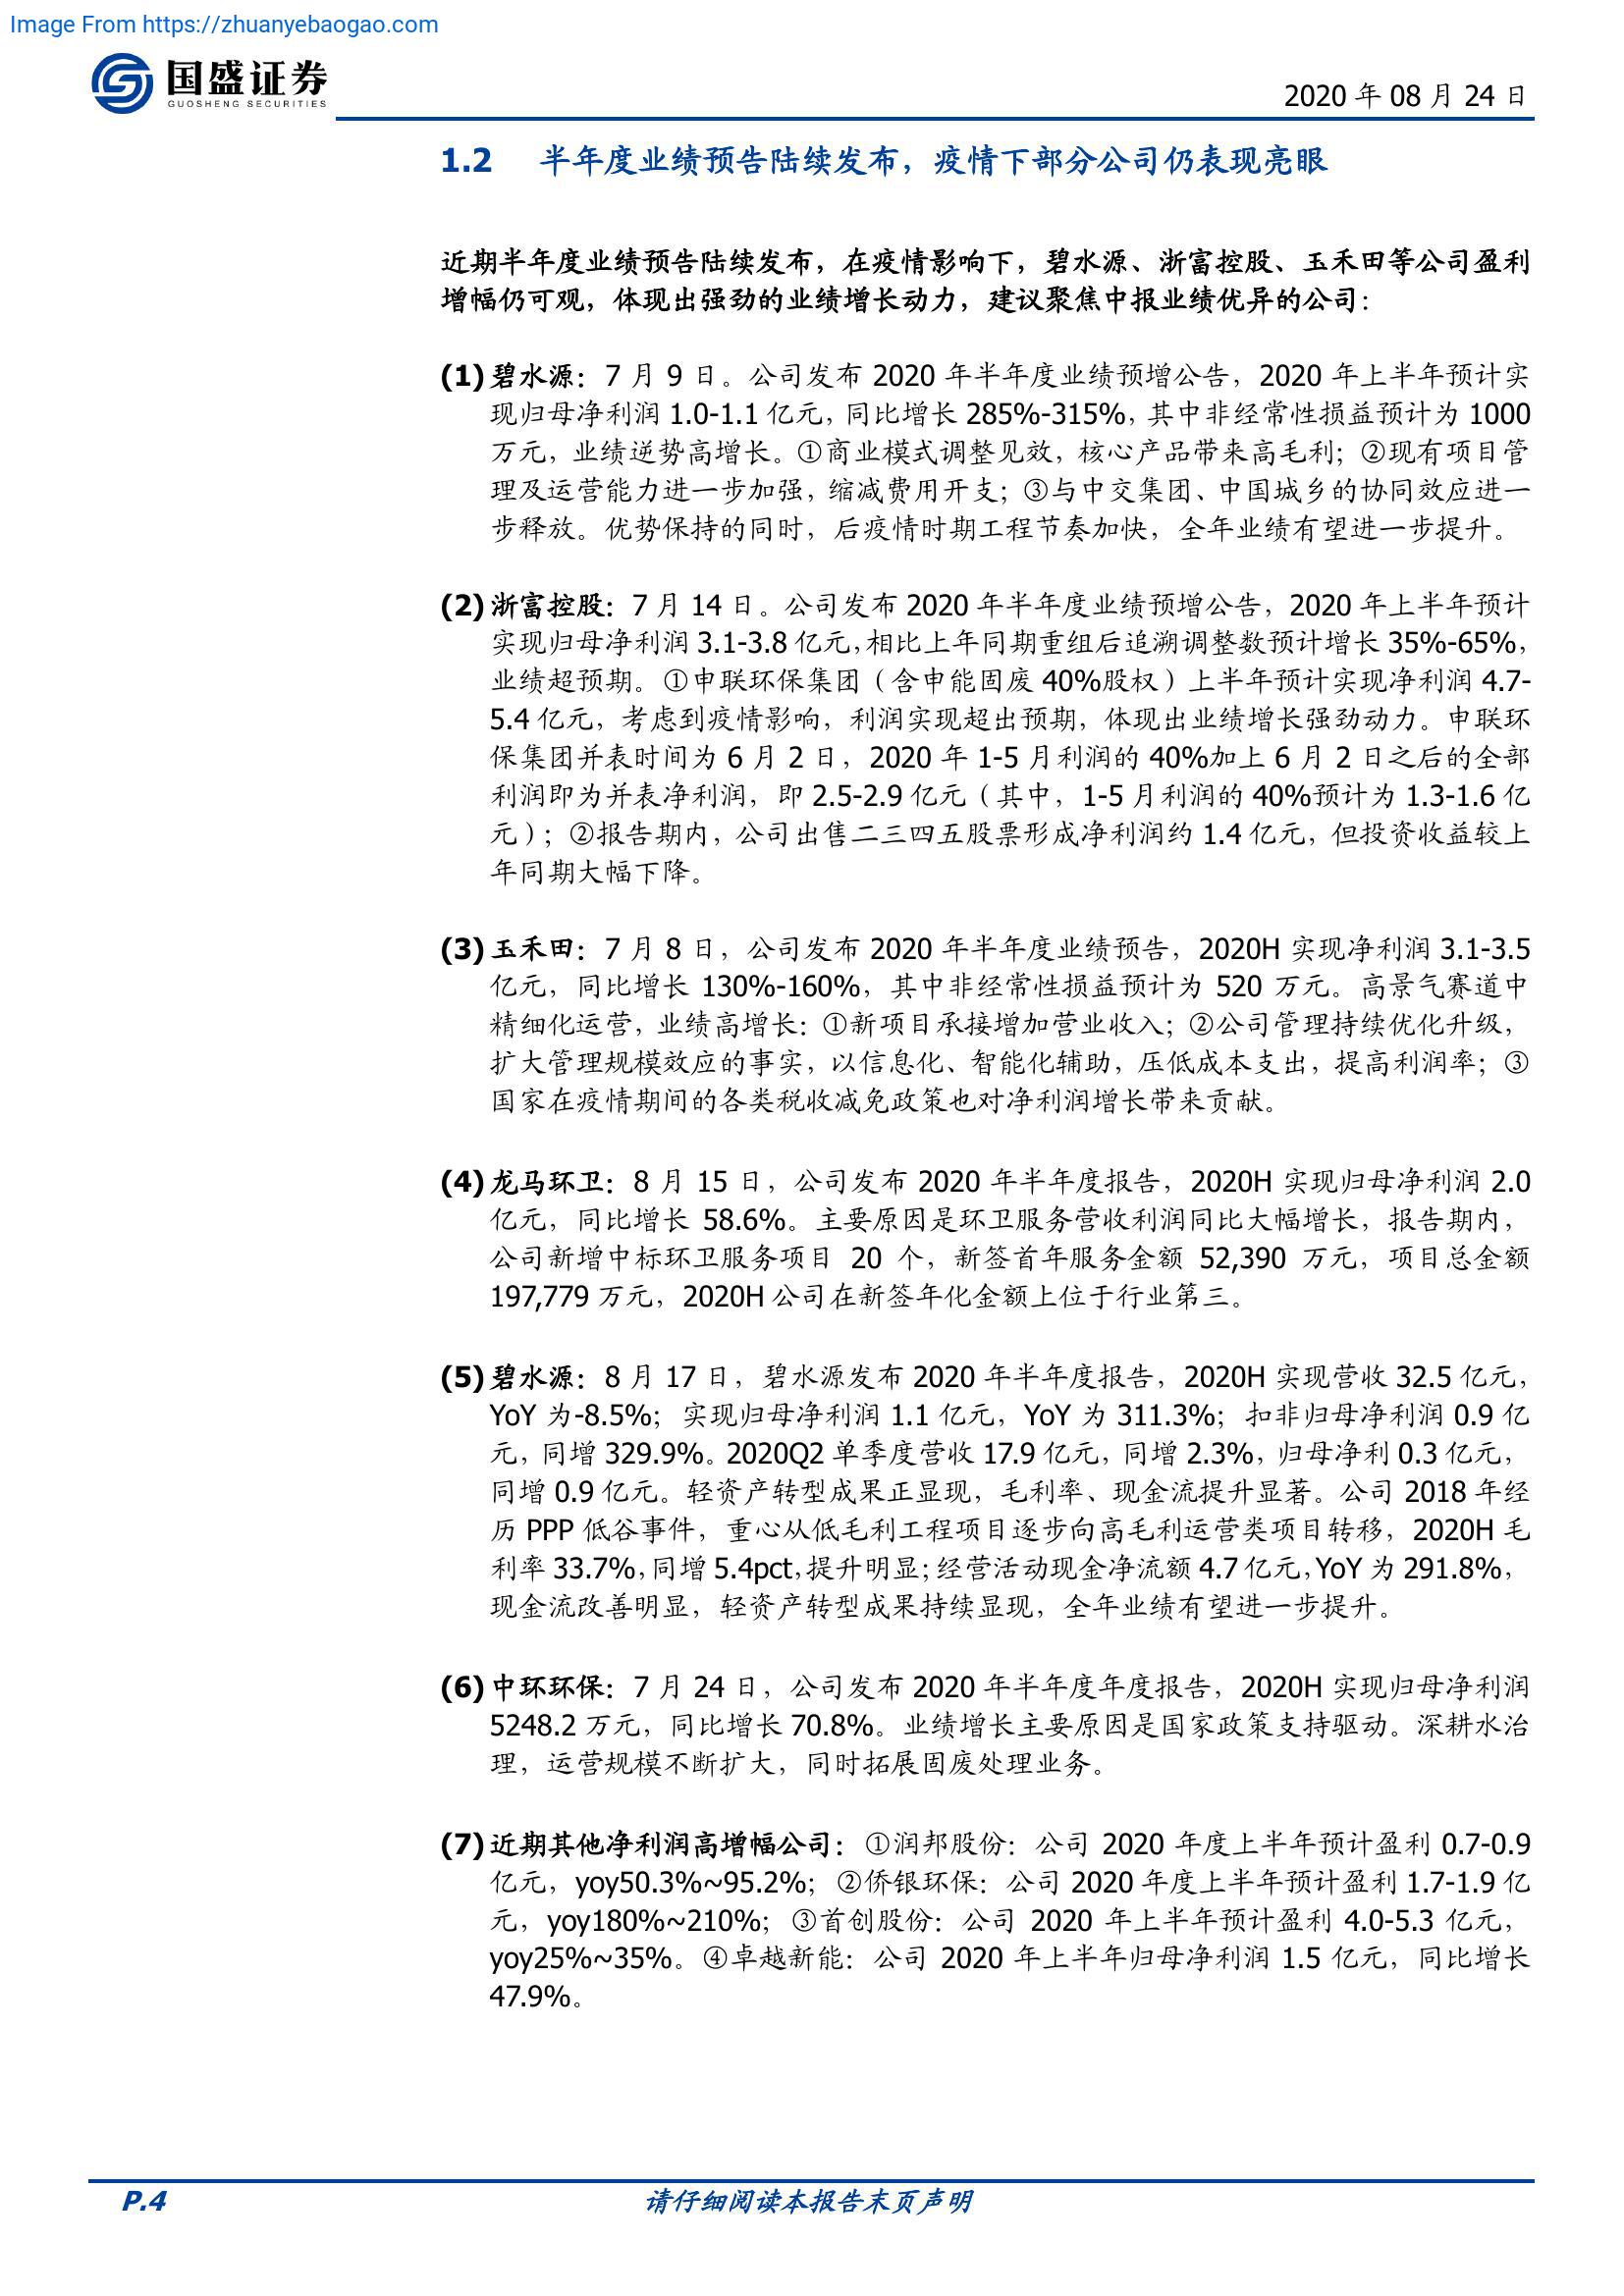 Image From https://zhuanyebaogao.com
国盛证券
GUOSHENG SECURITIES
2020 年 08 月 24 日
1.2 半年度业绩预告陆续发布，疫情下部分公司仍表现亮眼
近期半年度业绩预告陆续发布，在疫情影响下，碧水源、浙富控股、玉禾田等公司盈利
增幅仍可观，体现出强劲的业绩增长动力，建议聚焦中报业绩优异的公司：
(1) 碧水源：7 月 9 日。公司发布 2020 年半年度业绩预增公告，2020 年上半年预计实
现归母净利润 1.0-1.1 亿元，同比增长 285%-315%，其中非经常性损益预计为 1000
万元，业绩逆势高增长。①商业模式调整见效，核心产品带来高毛利；②现有项目管
理及运营能力进一步加强，缩减费用开支；③与中交集团、中国城乡的协同效应进一
步释放。优势保持的同时，后疫情时期工程节奏加快，全年业绩有望进一步提升。
(2) 浙富控股：7 月 14 日。公司发布 2020 年半年度业绩预增公告，2020 年上半年预计
实现归母净利润 3.1-3.8 亿元，相比上年同期重组后追溯调整数预计增长 35%-65%，
业绩超预期。①申联环保集团（含申能固废 40%股权）上半年预计实现净利润 4.7-
5.4 亿元，考虑到疫情影响，利润实现超出预期，体现出业绩增长强劲动力。申联环
保集团并表时间为 6 月 2 日，2020 年 1-5 月利润的 40%加上 6 月 2 日之后的全部
利润即为并表净利润，即 2.5-2.9 亿元（其中，1-5 月利润的 40%预计为 1.3-1.6 亿
元）；②报告期内，公司出售二三四五股票形成净利润约 1.4 亿元，但投资收益较上
年同期大幅下降。
(3) 玉禾田：7 月 8 日，公司发布 2020 年半年度业绩预告，2020H 实现净利润 3.1-3.5
亿元，同比增长 130%-160%，其中非经常性损益预计为 520 万元。高景气赛道中
精细化运营，业绩高增长：①新项目承接增加营业收入；②公司管理持续优化升级，
扩大管理规模效应的事实，以信息化、智能化辅助，压低成本支出，提高利润率；③
国家在疫情期间的各类税收减免政策也对净利润增长带来贡献。
(4) 龙马环卫：8 月 15 日，公司发布 2020 年半年度报告，2020H 实现归母净利润 2.0
亿元，同比增长 58.6%。主要原因是环卫服务营收利润同比大幅增长，报告期内，
公司新增中标环卫服务项目 20 个，新签首年服务金额 52,390 万元，项目总金额
197,779 万元，2020H 公司在新签年化金额上位于行业第三。
(5) 碧水源：8 月 17 日，碧水源发布 2020 年半年度报告，2020H 实现营收 32.5 亿元，
YoY 为-8.5%；实现归母净利润 1.1 亿元，YoY 为 311.3%；扣非归母净利润 0.9 亿
元，同增 329.9%。2020Q2 单季度营收 17.9 亿元，同增 2.3%，归母净利 0.3 亿元，
同增 0.9 亿元。轻资产转型成果正显现，毛利率、现金流提升显著。公司 2018 年经
历 PPP 低谷事件，重心从低毛利工程项目逐步向高毛利运营类项目转移，2020H 毛
利率 33.7%，同增 5.4pct，提升明显；经营活动现金净流额 4.7 亿元，YoY 为 291.8%，
现金流改善明显，轻资产转型成果持续显现，全年业绩有望进一步提升。
(6) 中环环保：7 月 24 日，公司发布 2020 年半年度年度报告，2020H 实现归母净利润
5248.2 万元，同比增长 70.8%。业绩增长主要原因是国家政策支持驱动。深耕水治
理，运营规模不断扩大，同时拓展固废处理业务。
(7) 近期其他净利润高增幅公司：①润邦股份：公司 2020 年度上半年预计盈利 0.7-0.9
亿元，yoy50.3%~95.2%；②侨银环保：公司 2020 年度上半年预计盈利 1.7-1.9 亿
元，yoy180%~210%；③首创股份：公司 2020 年上半年预计盈利 4.0-5.3 亿元，
yoy25%~35%。④卓越新能：公司 2020 年上半年归母净利润 1.5 亿元，同比增长
47.9%。
P.4
请仔细阅读本报告末页声明